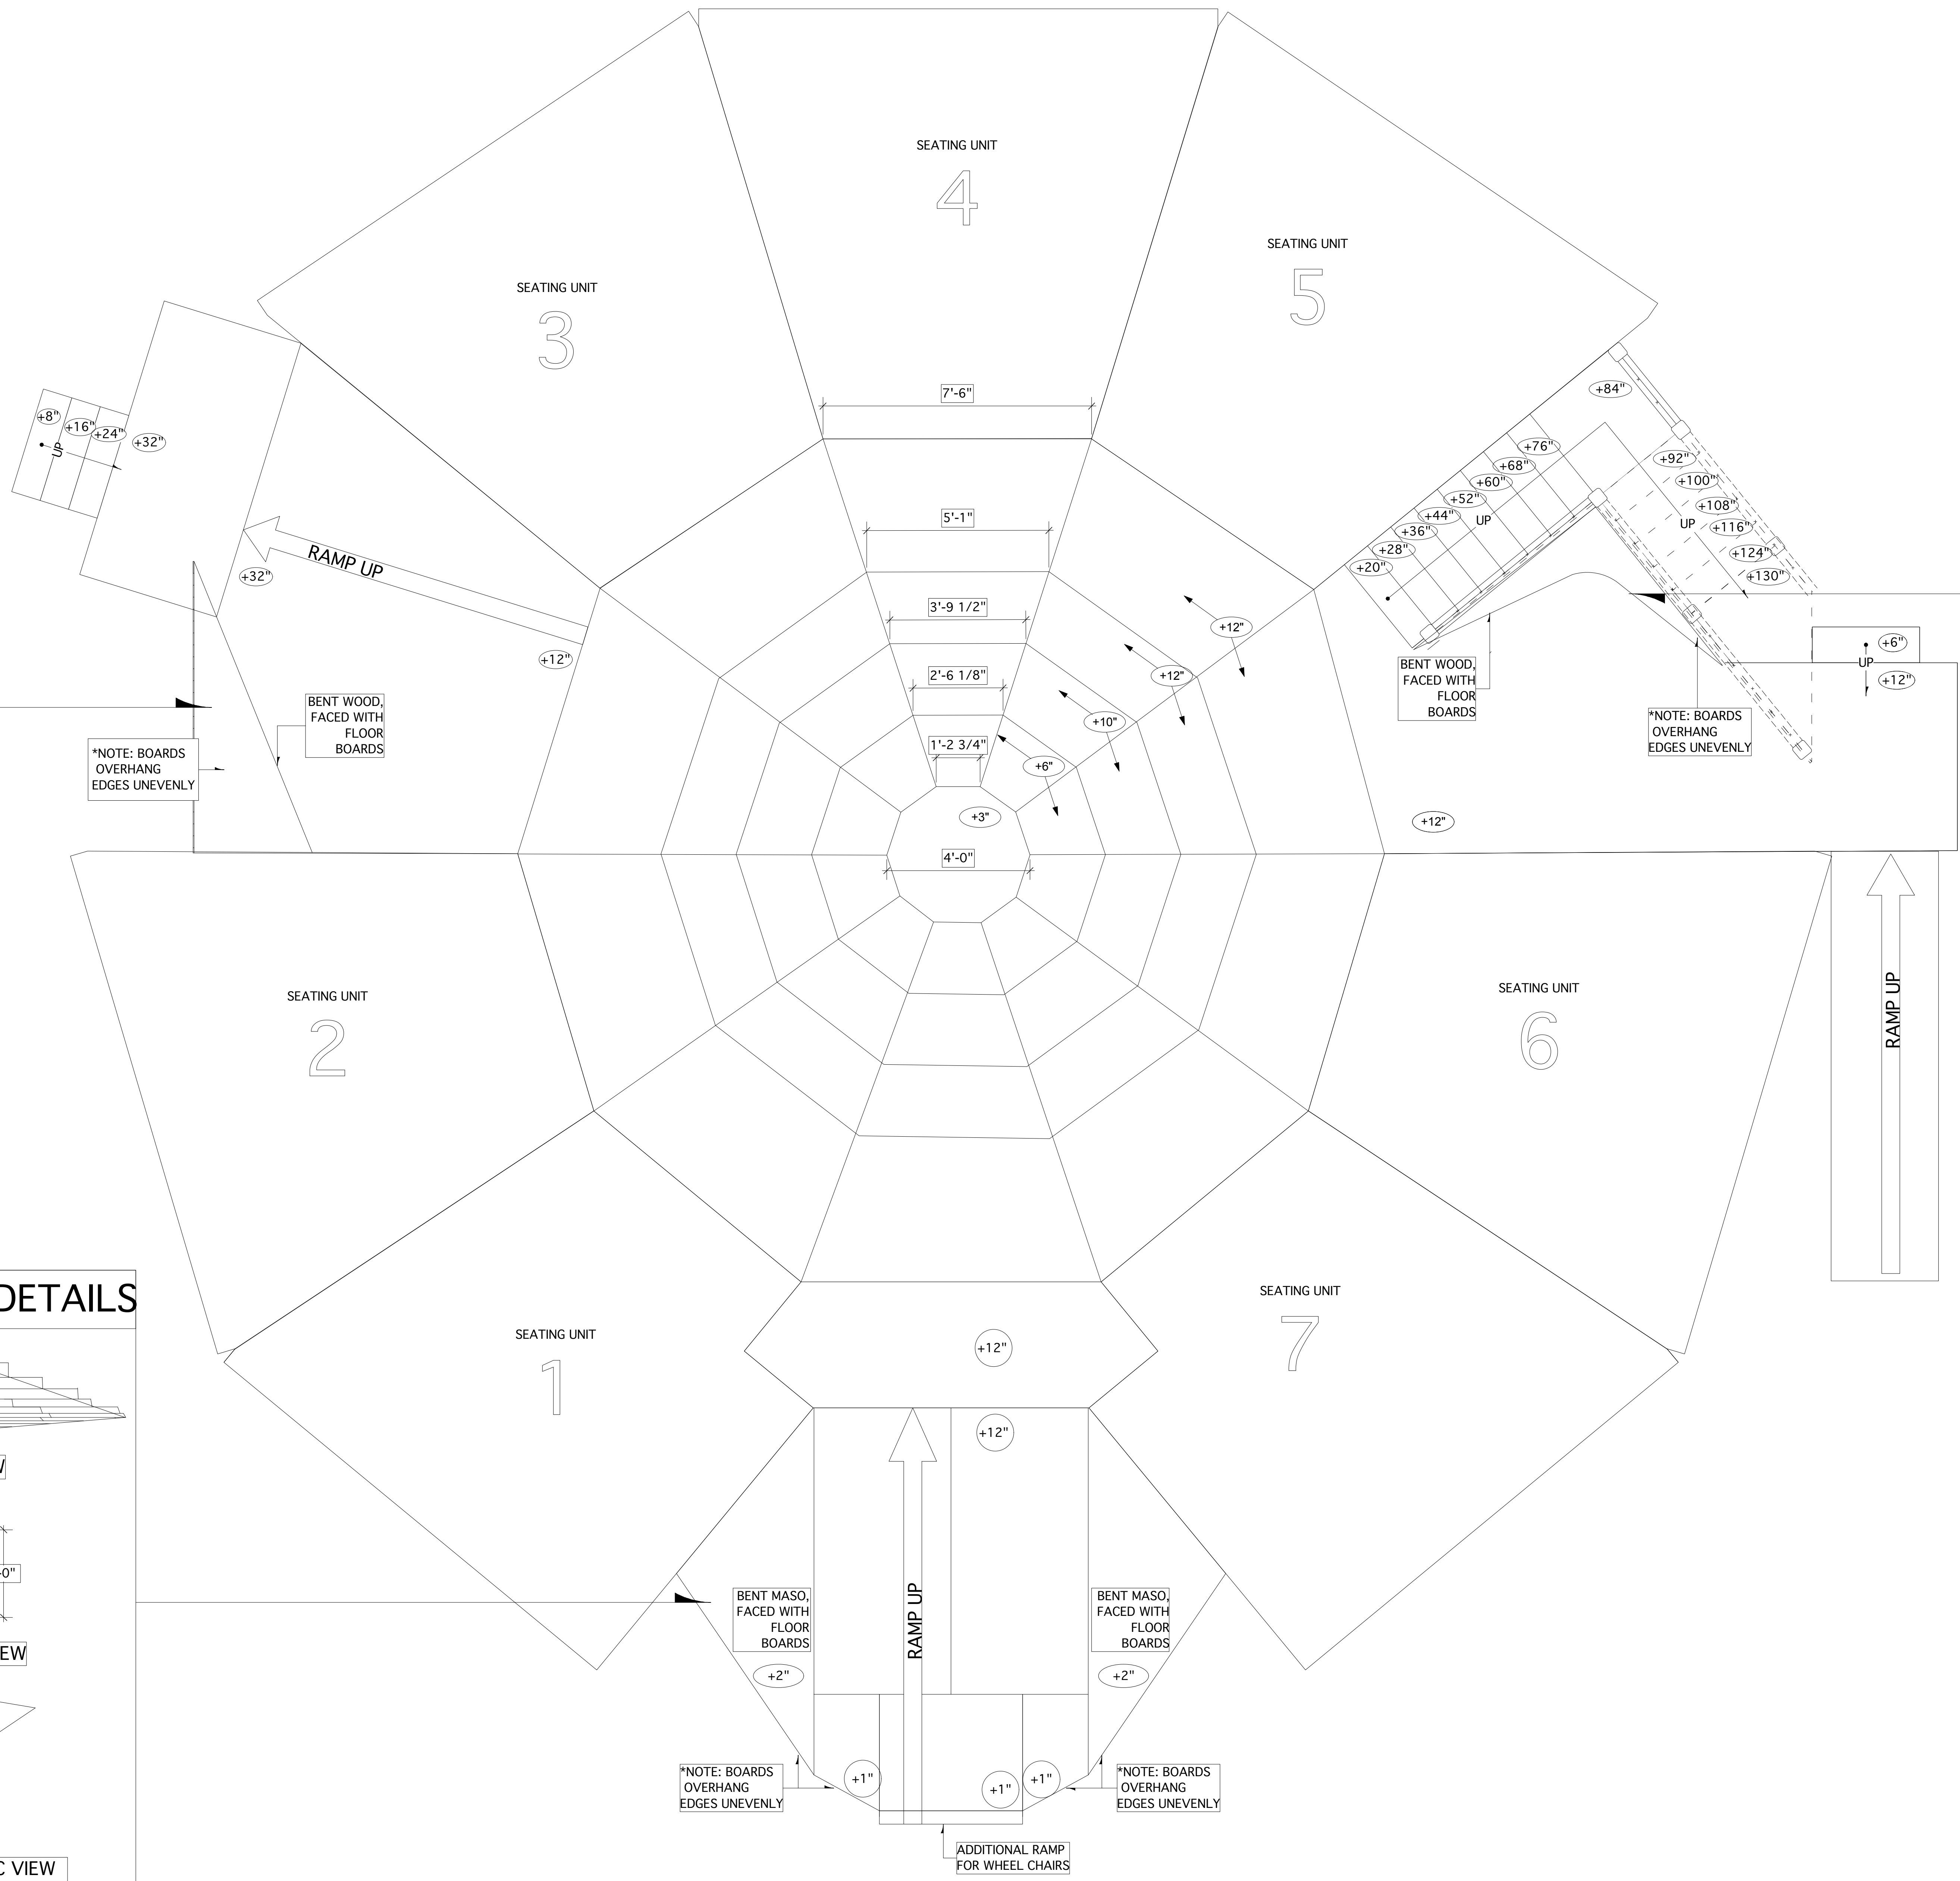 SEATING UNIT
4
SEATING UNIT
5
SEATING UNIT
3
7'-6"
+84"
+8"
+16"
+24"
+32"
UP
+76"
+68"
+60"
+52"
+44"
+36"
+28"
+20"
UP
+92"
+100"
+108"
+116"
+124"
+130"
UP
5'-1"
RAMP UP
+32"
3'-9 1/2"
+12"
+12"
2'-6 1/8"
+12"
+10"
1'-2 3/4"
+6"
+3"
4'-0"
BENT WOOD,
FACED WITH
FLOOR
BOARDS
*NOTE: BOARDS
OVERHANG
EDGES UNEVENLY
BENT WOOD,
FACED WITH
FLOOR
BOARDS
*NOTE: BOARDS
OVERHANG
EDGES UNEVENLY
+6"
UP
+12"
+12"
SEATING UNIT
2
SEATING UNIT
6
RAMP UP
DETAILS
SEATING UNIT
1
SEATING UNIT
7
+12"
+12"
-0"
EW
C VIEW
BENT MASO,
FACED WITH
FLOOR
BOARDS
+2"
RAMP UP
BENT MASO,
FACED WITH
FLOOR
BOARDS
+2"
*NOTE: BOARDS
OVERHANG
EDGES UNEVENLY
+1"
+1"
+1"
*NOTE: BOARDS
OVERHANG
EDGES UNEVENLY
ADDITIONAL RAMP
FOR WHEEL CHAIRS